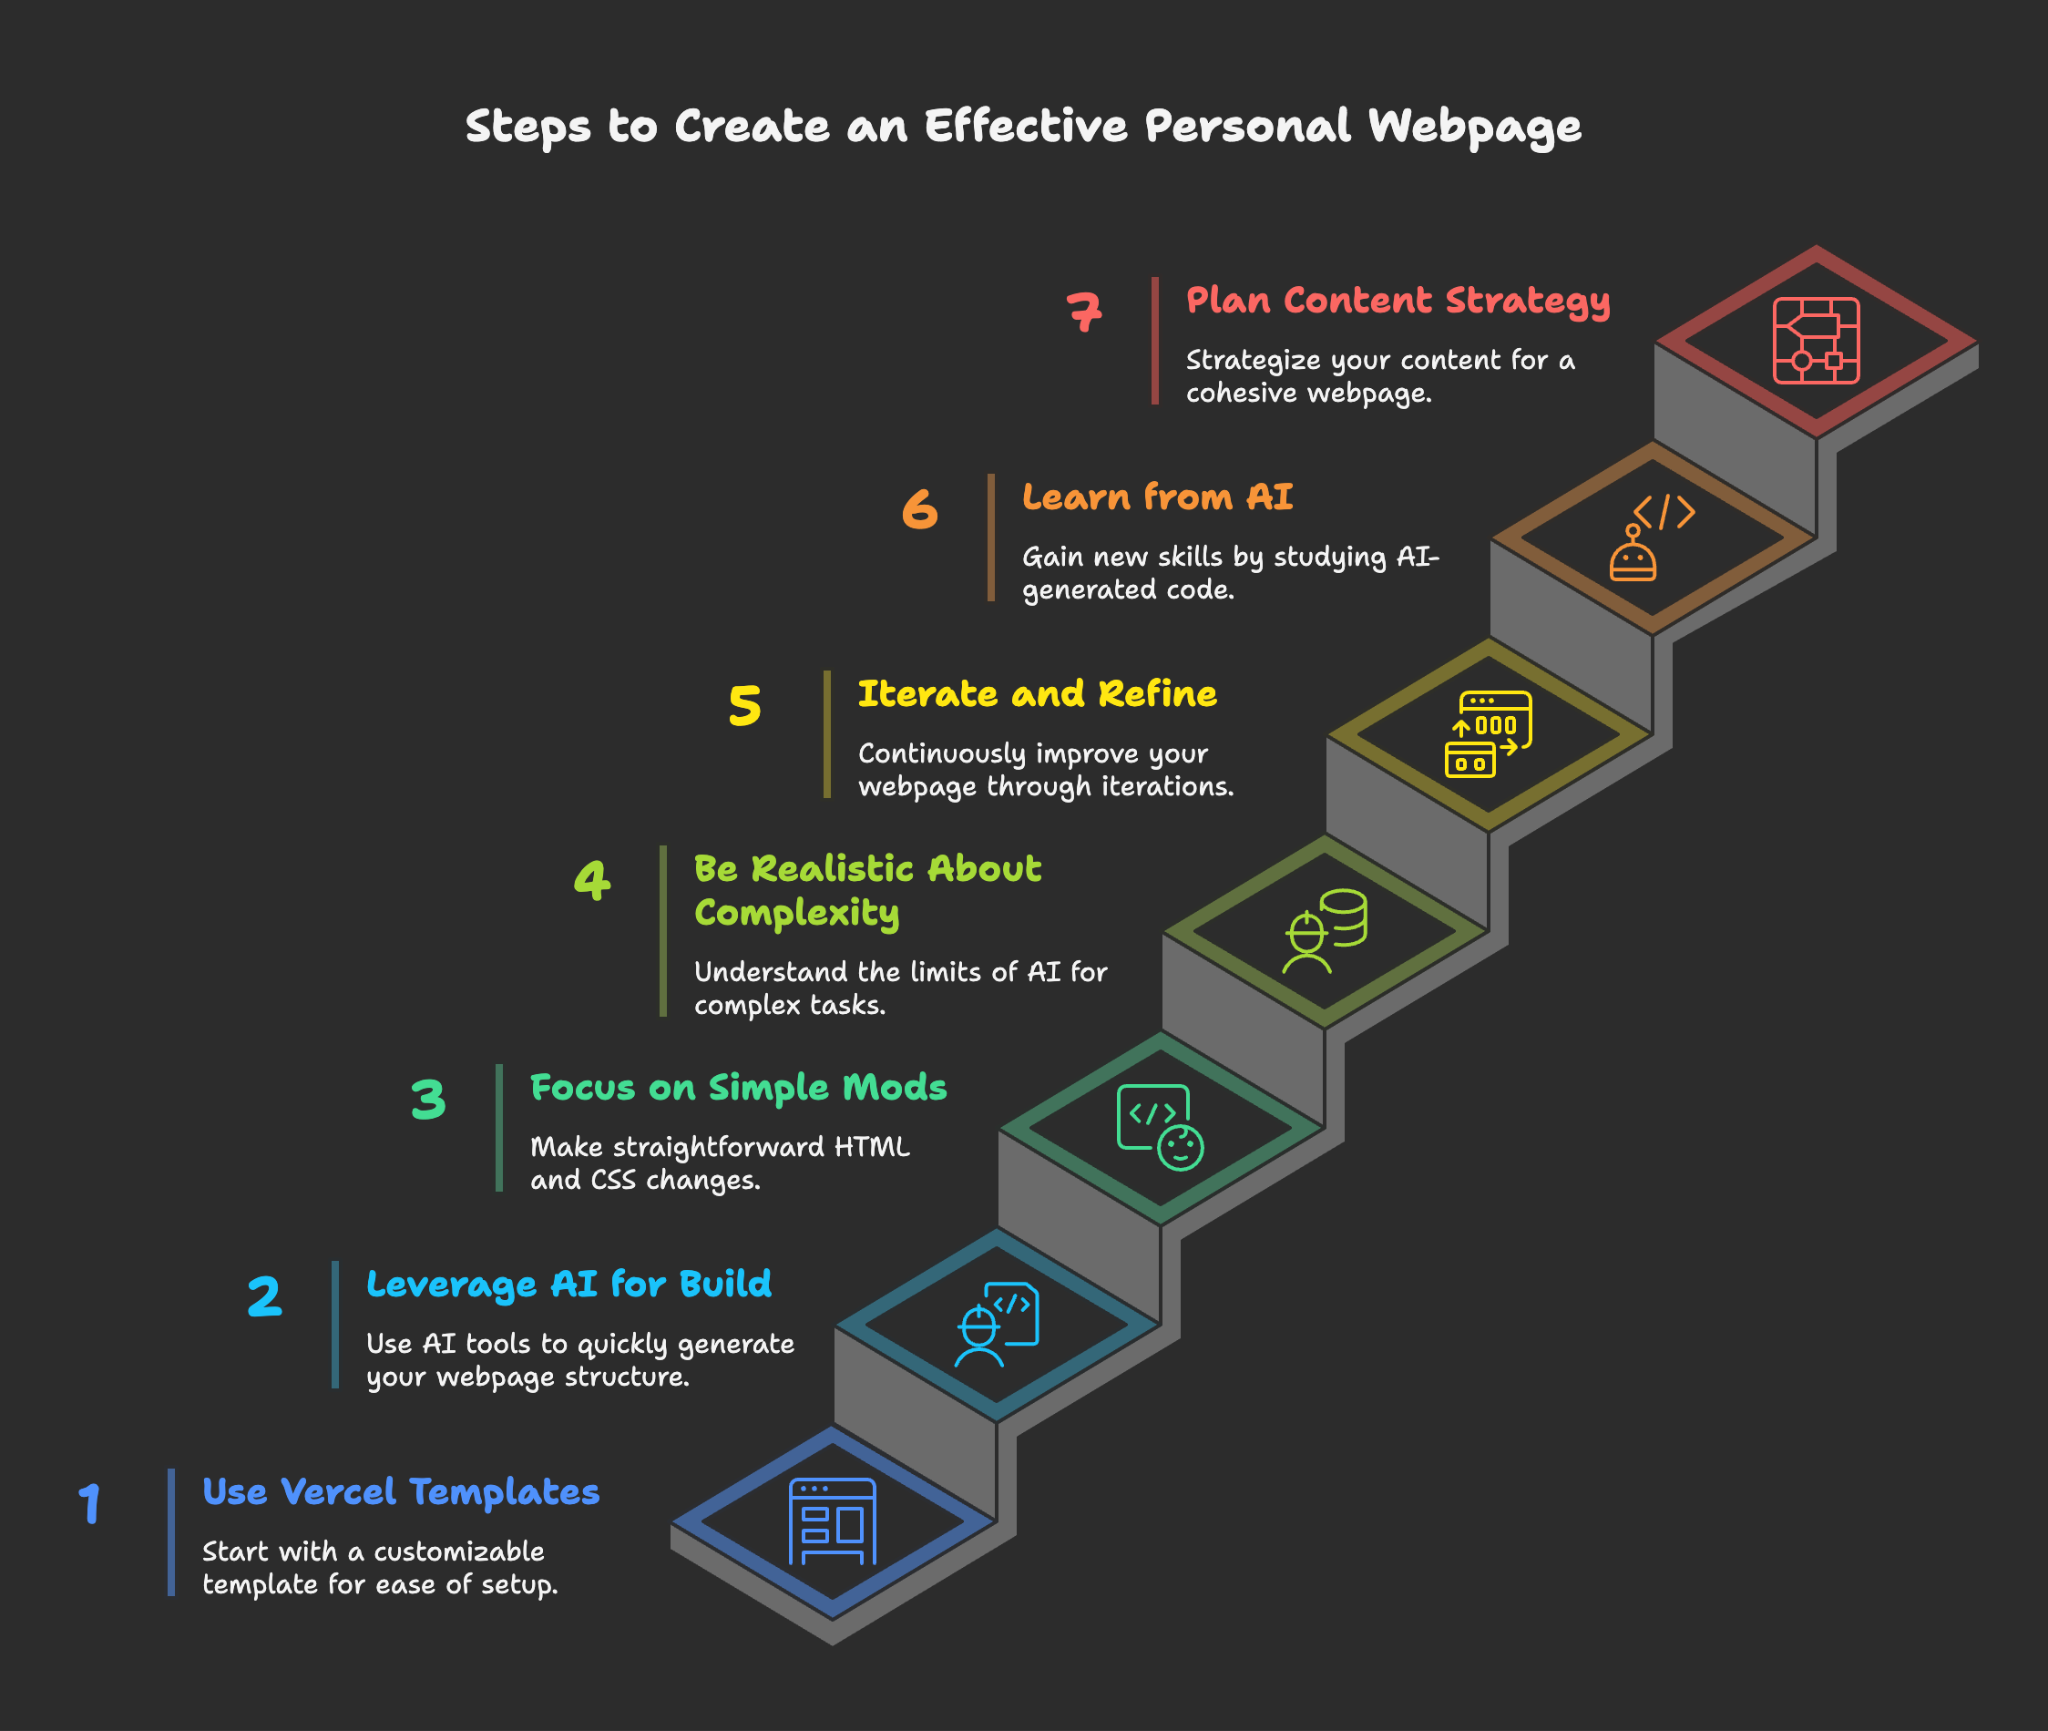 Steps to Create an Effective Personal Webpage
7
Plan Content Strategy
Strategize your content for a
cohesive webpage.
6
Learn from AI
Gain new skills by studying AI-
generated code.
5
Iterate and Refine
Continuously improve your
webpage through iterations.
4
Be Realistic About
Complexity
Understand the limits of AI for
complex tasks.
3
Focus on Simple Mods
Make straightforward HTML
and CSS changes.
2
Leverage AI for Build
Use AI tools to quickly generate
your webpage structure.
1
Use Vercel Templates
Start with a customizable
template for ease of setup.